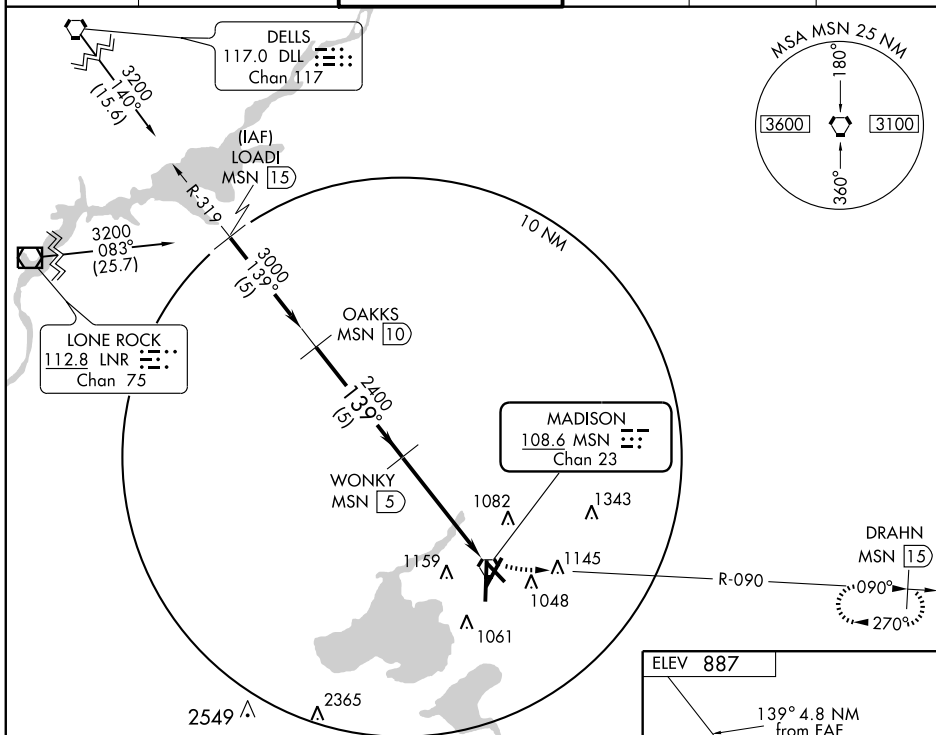 DELLS
117.0 DLL
Chan 117
3200
140°
(15.6)
MSA MSN 25 NM
180°
3600
3100
360°
(IAF)
LOADI
MSN 15
R-319
10 NM
3200
083°
(25.7)
3000
139°
(5)
LONE ROCK
112.8 LNR
Chan 75
OAKKS
MSN 10
2400
139°
(5)
MADISON
108.6 MSN
Chan 23
WONKY
MSN 5
1082
1343
1159
1145
1048
1061
R-090
DRAHN
MSN 15
090°
270°
2549
2365
ELEV 887
139° 4.8 NM
from FAF